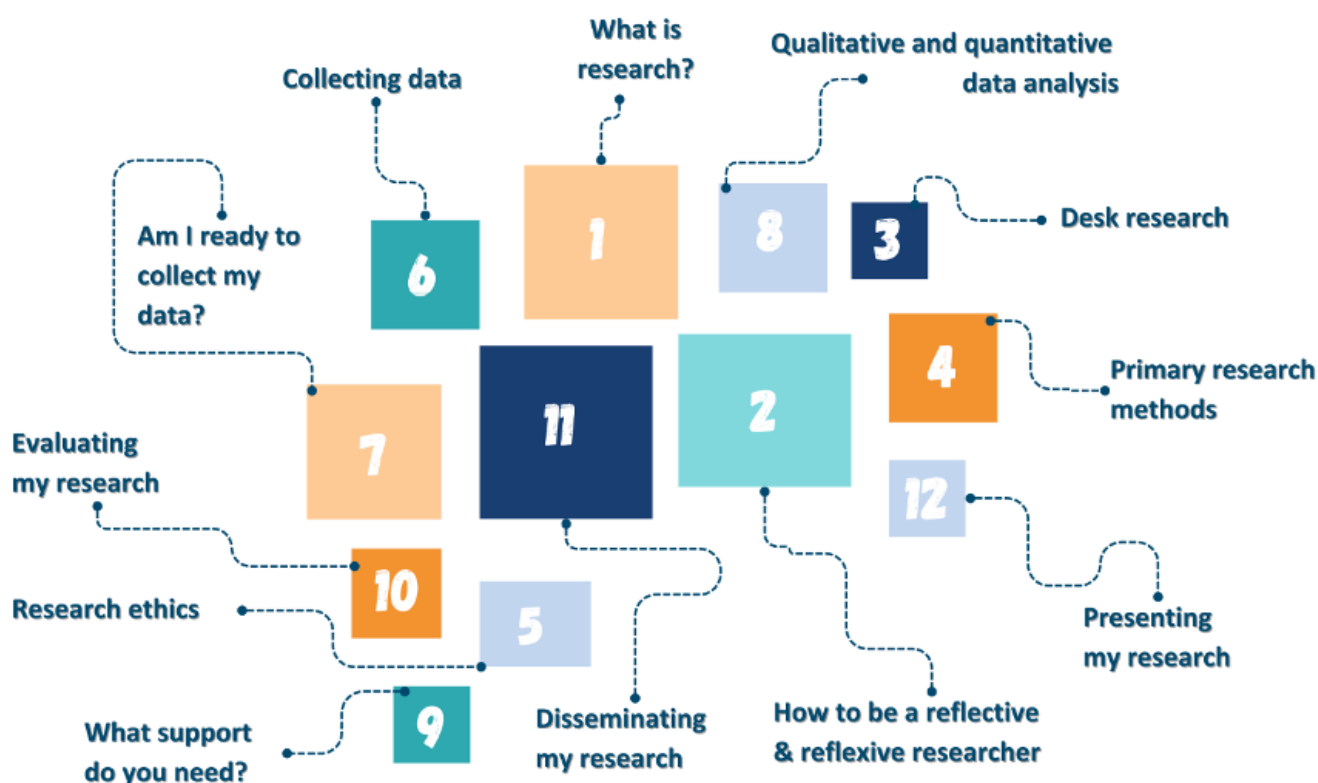 What is
research?
Qualitative and quantitative
data analysis
Collecting data
1
8
3
Desk research
Am I ready to
collect my
data?
6
4
Primary research
methods
2
11
7
Evaluating
my research
12
10
Research ethics
5
Presenting
my research
9
What support
do you need?
Disseminating
my research
How to be a reflective
& reflexive researcher